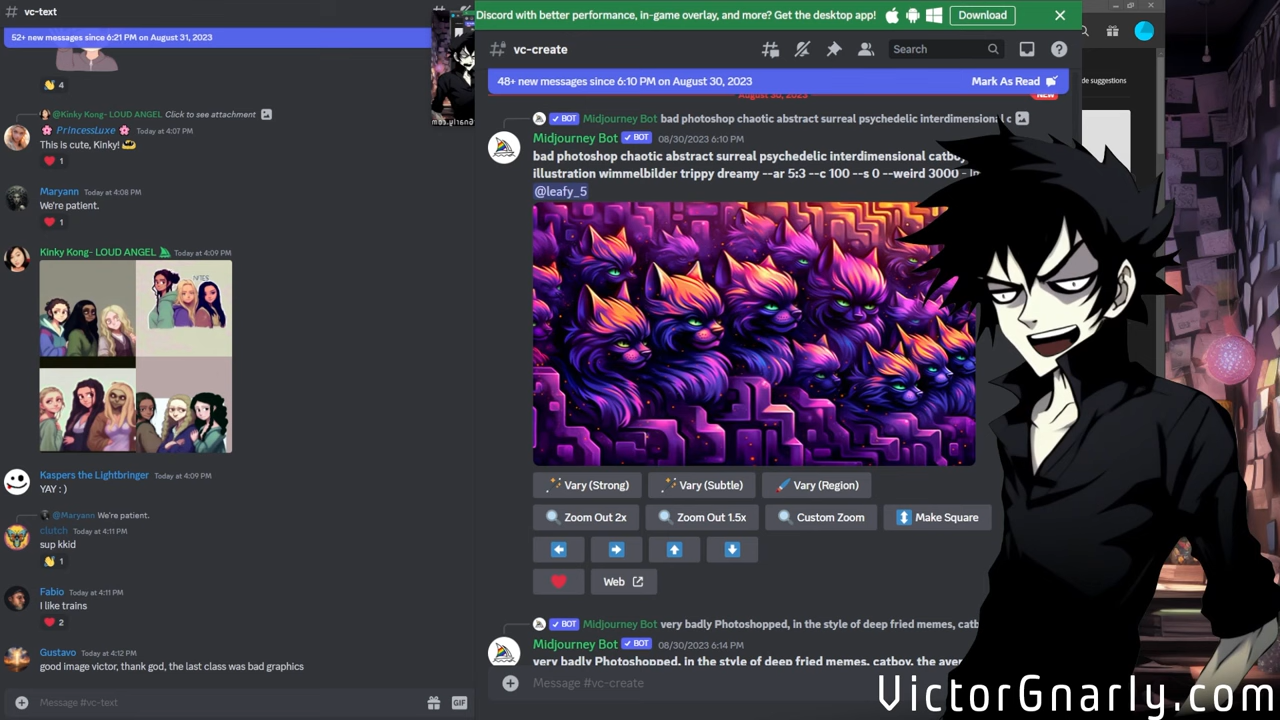 # vc-text
52+ new messages since 6:21 PM on August 31, 2023
4
@Kinky Kong- LOUD ANGEL Click to see attachment
PrincessLuxe Today at 4:07 PM
This is cute, Kinky!
1
Maryann Today at 4:08 PM
We're patient.
1
Kinky Kong- LOUD ANGEL Today at 4:09 PM
Kaspers the Lightbringer Today at 4:09 PM
YAY : )
@Maryann We're patient.
clutch Today at 4:11 PM
sup kkid
1
Fabio Today at 4:11 PM
I like trains
2
Gustavo Today at 4:12 PM
good image victor, thank god, the last class was bad graphics
Message #vc-text
GIF
Discord with better performance, in-game overlay, and more? Get the desktop app!
Download
vc-create
Search
48+ new messages since 6:10 PM on August 30, 2023
Mark As Read
August 30, 2023
NEW
BOT Midjourney Bot bad photoshop chaotic abstract surreal psychedelic interdimensional c
Midjourney Bot BOT 08/30/2023 6:10 PM
bad photoshop chaotic abstract surreal psychedelic interdimensional catboy
illustration wimmelbilder trippy dreamy --ar 5:3 --c 100 --s 0 --weird 3000 -
@leafy_5
Vary (Strong)
Vary (Subtle)
Vary (Region)
Zoom Out 2x
Zoom Out 1.5x
Custom Zoom
Make Square
Web
BOT Midjourney Bot very badly Photoshopped, in the style of deep fried memes, catb
Midjourney Bot BOT 08/30/2023 6:14 PM
very badly Photoshopped, in the style of deep fried memes, catboy, the
Message #vc-create
de suggestions
VictorGnarly.com